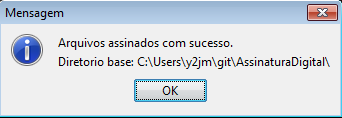 Mensagem
Arquivos assinados com sucesso.
Diretorio base: C:\Users\y2jm\git\AssinaturaDigital\
OK